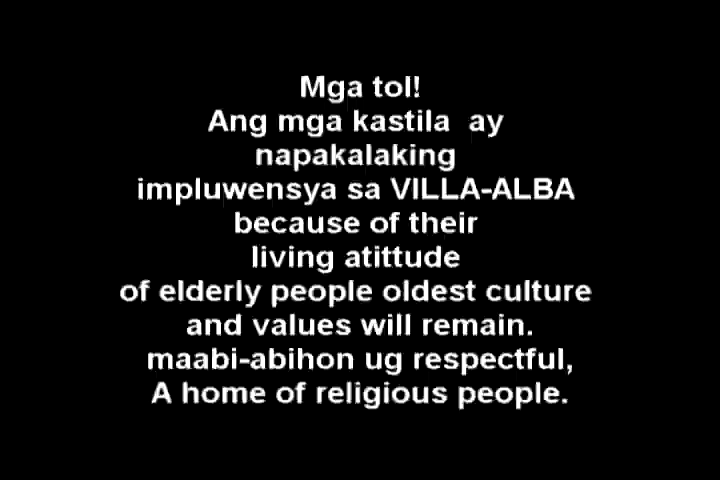 Mga tol!
Ang mga kastila ay
napakalaking
impluwensya sa VILLA-ALBA
because of their
living atittude
of elderly people oldest culture
and values will remain.
maabi-abihon ug respectful,
A home of religious people.